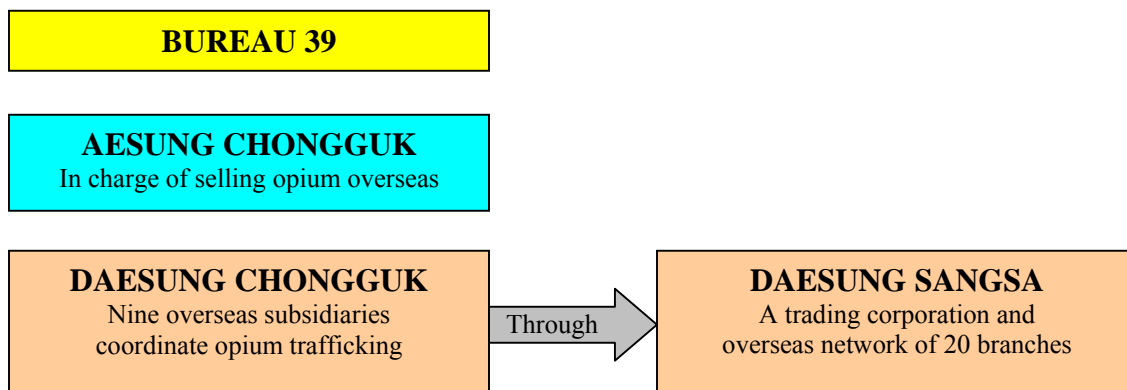 BUREAU 39
AESUNG CHONGGUK
In charge of selling opium overseas
DAESUNG CHONGGUK
Nine overseas subsidiaries
coordinate opium trafficking
Through
DAESUNG SANGSA
A trading corporation and
overseas network of 20 branches